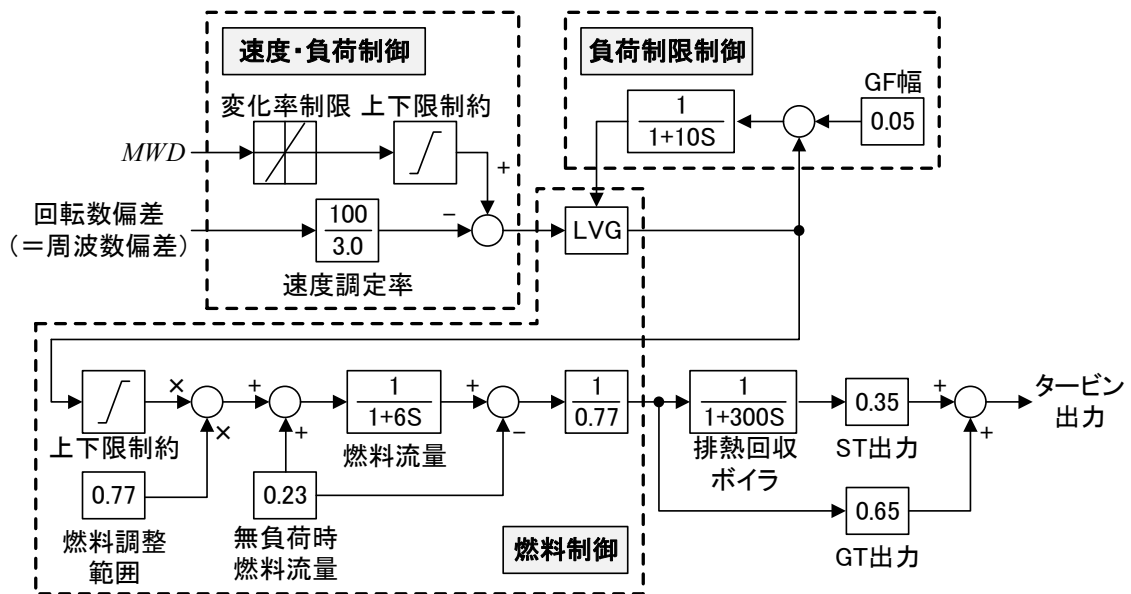 速度・負荷制御
負荷制限制御
変化率制限
上下限制約
GF幅
MWD
1
1+10S
0.05
+
回転数偏差
(=周波数偏差)
100
3.0
−
LVG
速度調定率
×
+
+
1
1+6S
+
1
0.77
1
1+300S
0.35
+
タービン
出力
上下限制約
×
+
燃料流量
−
排熱回収
ボイラ
ST出力
+
0.77
0.23
0.65
燃料調整
範囲
無負荷時
燃料流量
燃料制御
GT出力